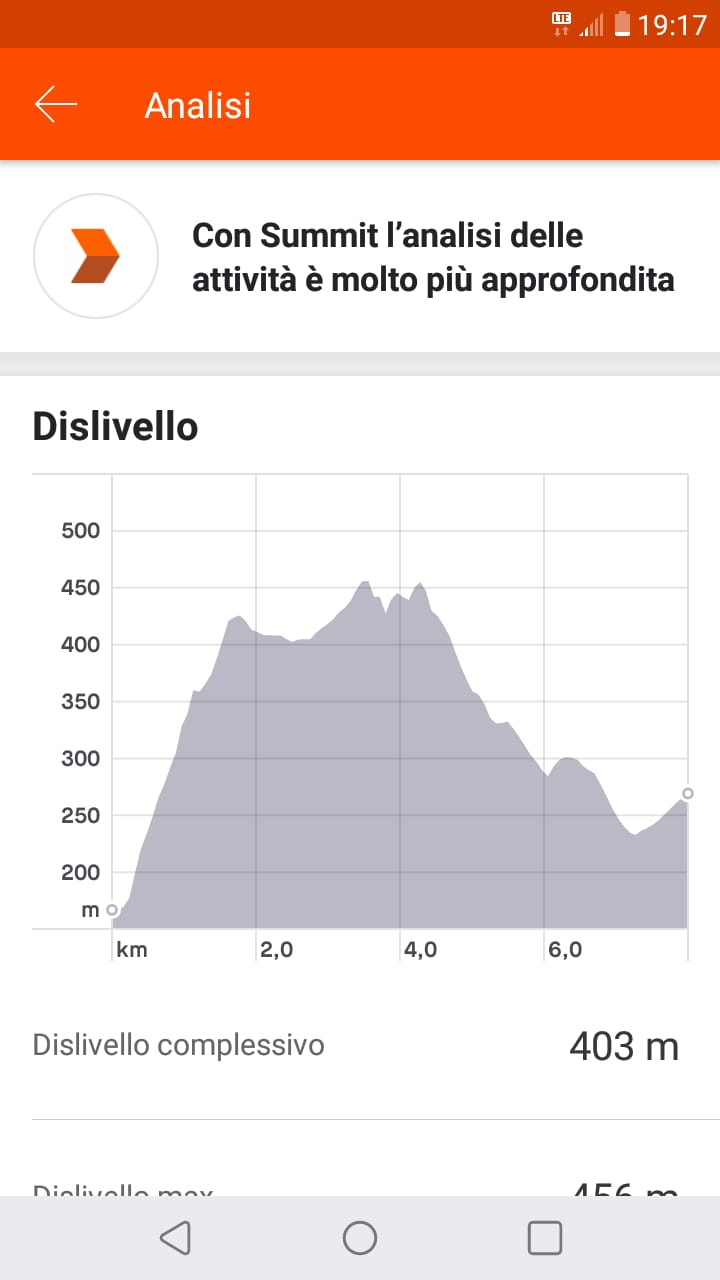 LTE 19:17
Analisi
Con Summit l’analisi delle
attività è molto più approfondita
Dislivello
500
450
400
350
300
250
200
m
km 2,0 4,0 6,0
Dislivello complessivo 403 m
Dislivello max 456 m